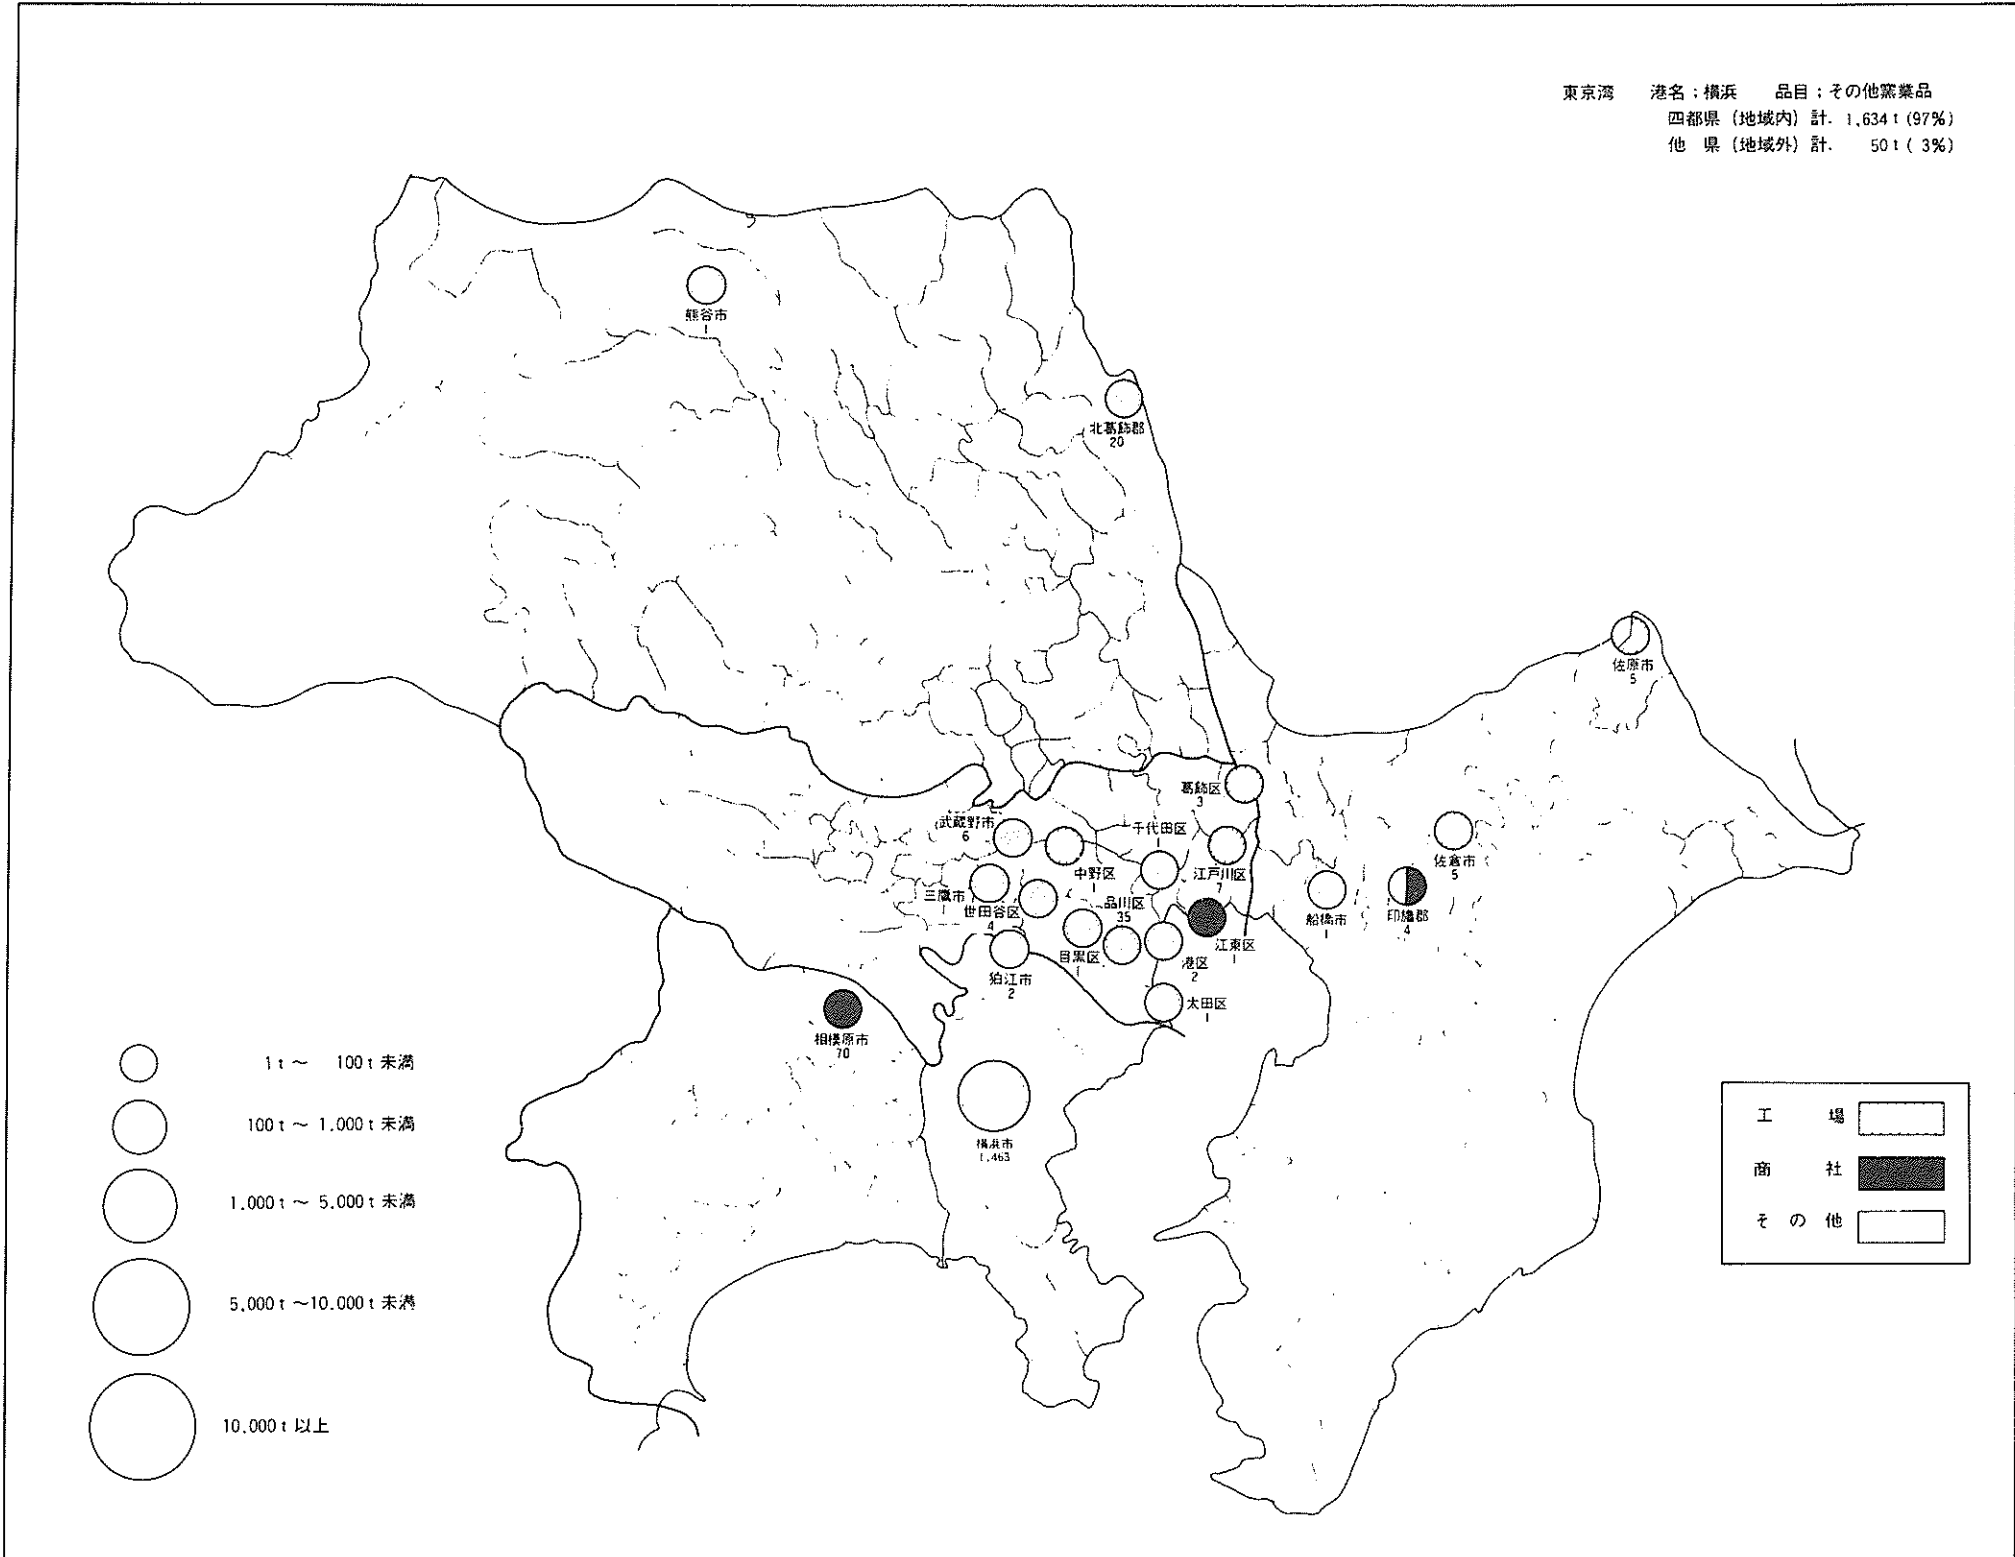 東京湾 港名；横浜 品目；その他窯業品
四都県（地域内）計. 1,634t(97%)
他 県（地域外）計. 50t( 3%)
熊谷市
1
北葛飾郡
20
佐原市
5
葛飾区
3
武蔵野市
6
千代田区
中野区
1
江戸川区
7
佐倉市
5
三鷹市
世田谷区
4
品川区
35
船橋市
1
印旛郡
4
目黒区
1
江東区
1
港区
2
狛江市
2
太田区
1
相模原市
70
横浜市
1,463
1t～ 100t未満
100t～1,000t未満
1,000t～5,000t未満
5,000t～10,000t未満
10,000t以上
工 場
商 社
その他